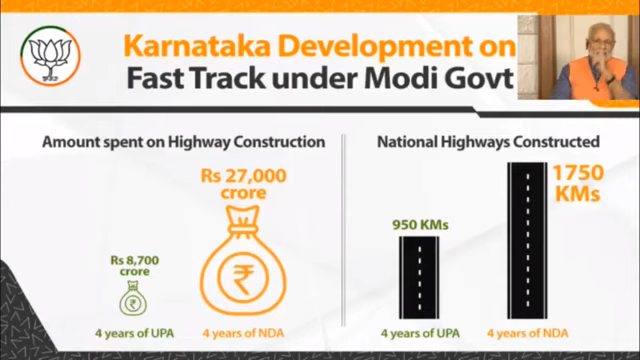 Karnataka Development on
Fast Track under Modi Govt
Amount spent on Highway Construction
Rs 27,000
crore
Rs 8,700
crore
₹
₹
4 years of UPA
4 years of NDA
National Highways Constructed
1750
KMs
950 KMs
4 years of UPA
4 years of NDA